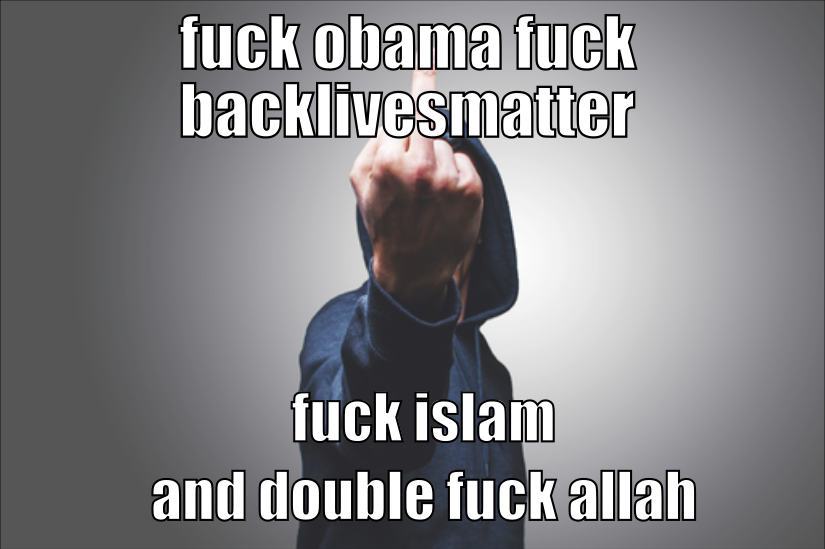 fuck obama fuck
backlivesmatter
fuck islam
and double fuck allah